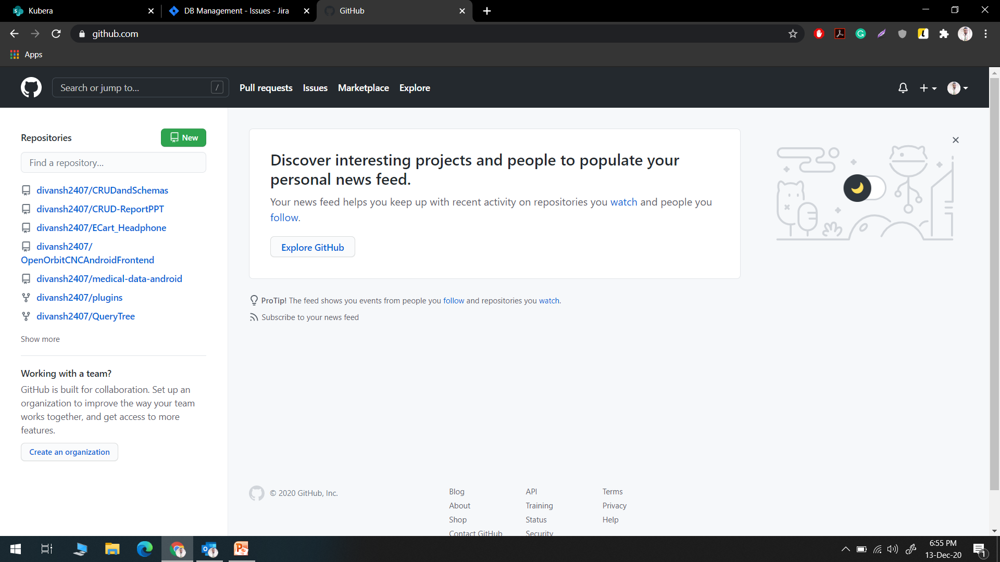 Kubera
DB Management - Issues - Jira
GitHub
github.com
Apps
Search or jump to...
/
Pull requests
Issues
Marketplace
Explore
Repositories
New
Find a repository...
divansh2407/CRUDandSchemas
divansh2407/CRUD-ReportPPT
divansh2407/ECart_Headphone
divansh2407/
OpenOrbitCNCAndroidFrontend
divansh2407/medical-data-android
divansh2407/plugins
divansh2407/QueryTree
Show more
Working with a team?
GitHub is built for collaboration. Set up an
organization to improve the way your team
works together, and get access to more
features.
Create an organization
Discover interesting projects and people to populate your
personal news feed.
Your news feed helps you keep up with recent activity on repositories you watch and people you
follow.
Explore GitHub
ProTip! The feed shows you events from people you follow and repositories you watch.
Subscribe to your news feed
© 2020 GitHub, Inc.
Blog
About
Shop
Contact GitHub
API
Training
Status
Security
Terms
Privacy
Help
6:55 PM
13-Dec-20
1